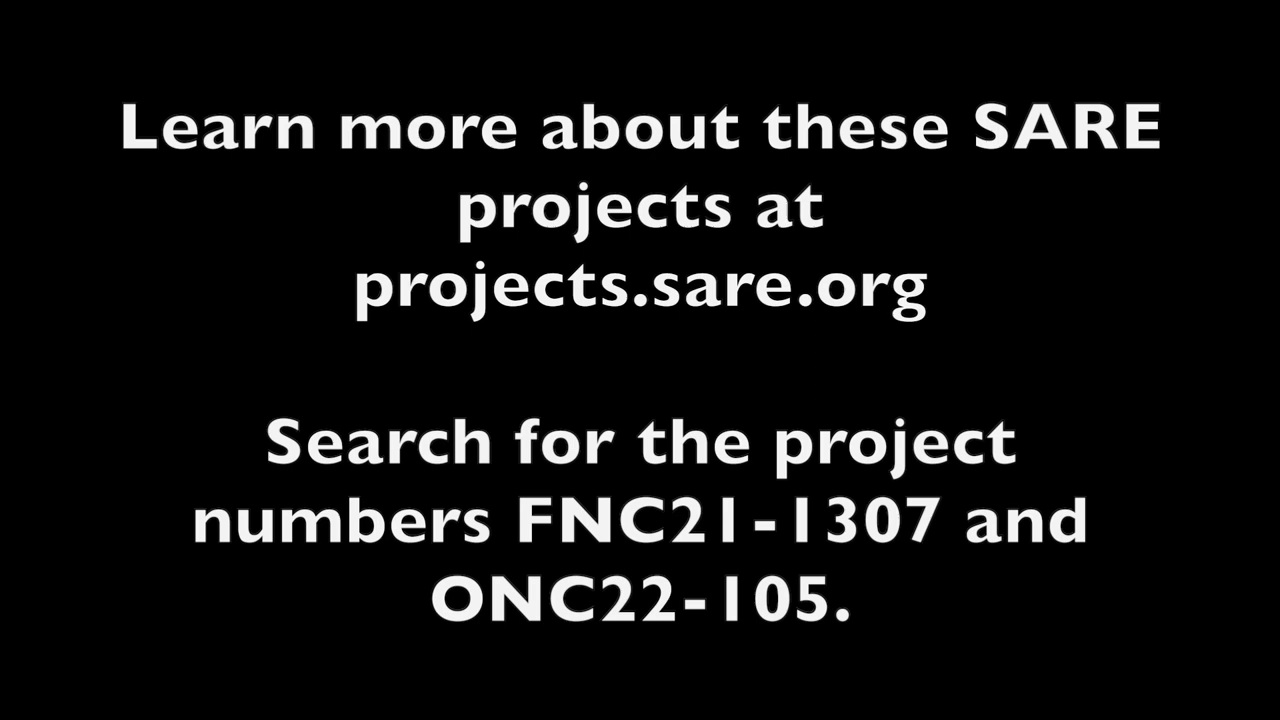 Learn more about these SARE
projects at
projects.sare.org
Search for the project
numbers FNC21-1307 and
ONC22-105.